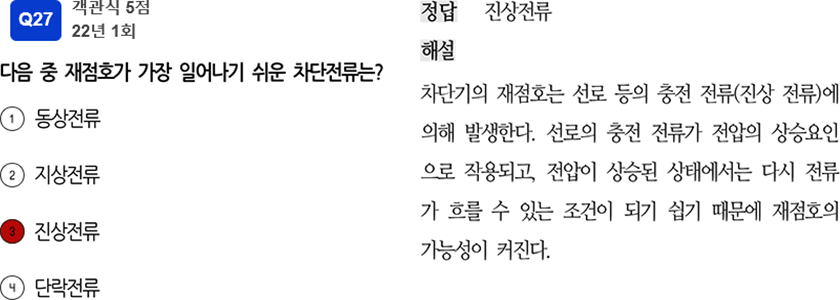 Q27
객관식 5점
22년 1회
다음 중 재점호가 가장 일어나기 쉬운 차단전류는?
1 동상전류
2 지상전류
3 진상전류
4 단락전류
정답 진상전류
해설
차단기의 재점호는 선로 등의 충전 전류(진상 전류)에
의해 발생한다. 선로의 충전 전류가 전압의 상승요인
으로 작용되고, 전압이 상승된 상태에서는 다시 전류
가 흐를 수 있는 조건이 되기 쉽기 때문에 재점호의
가능성이 커진다.